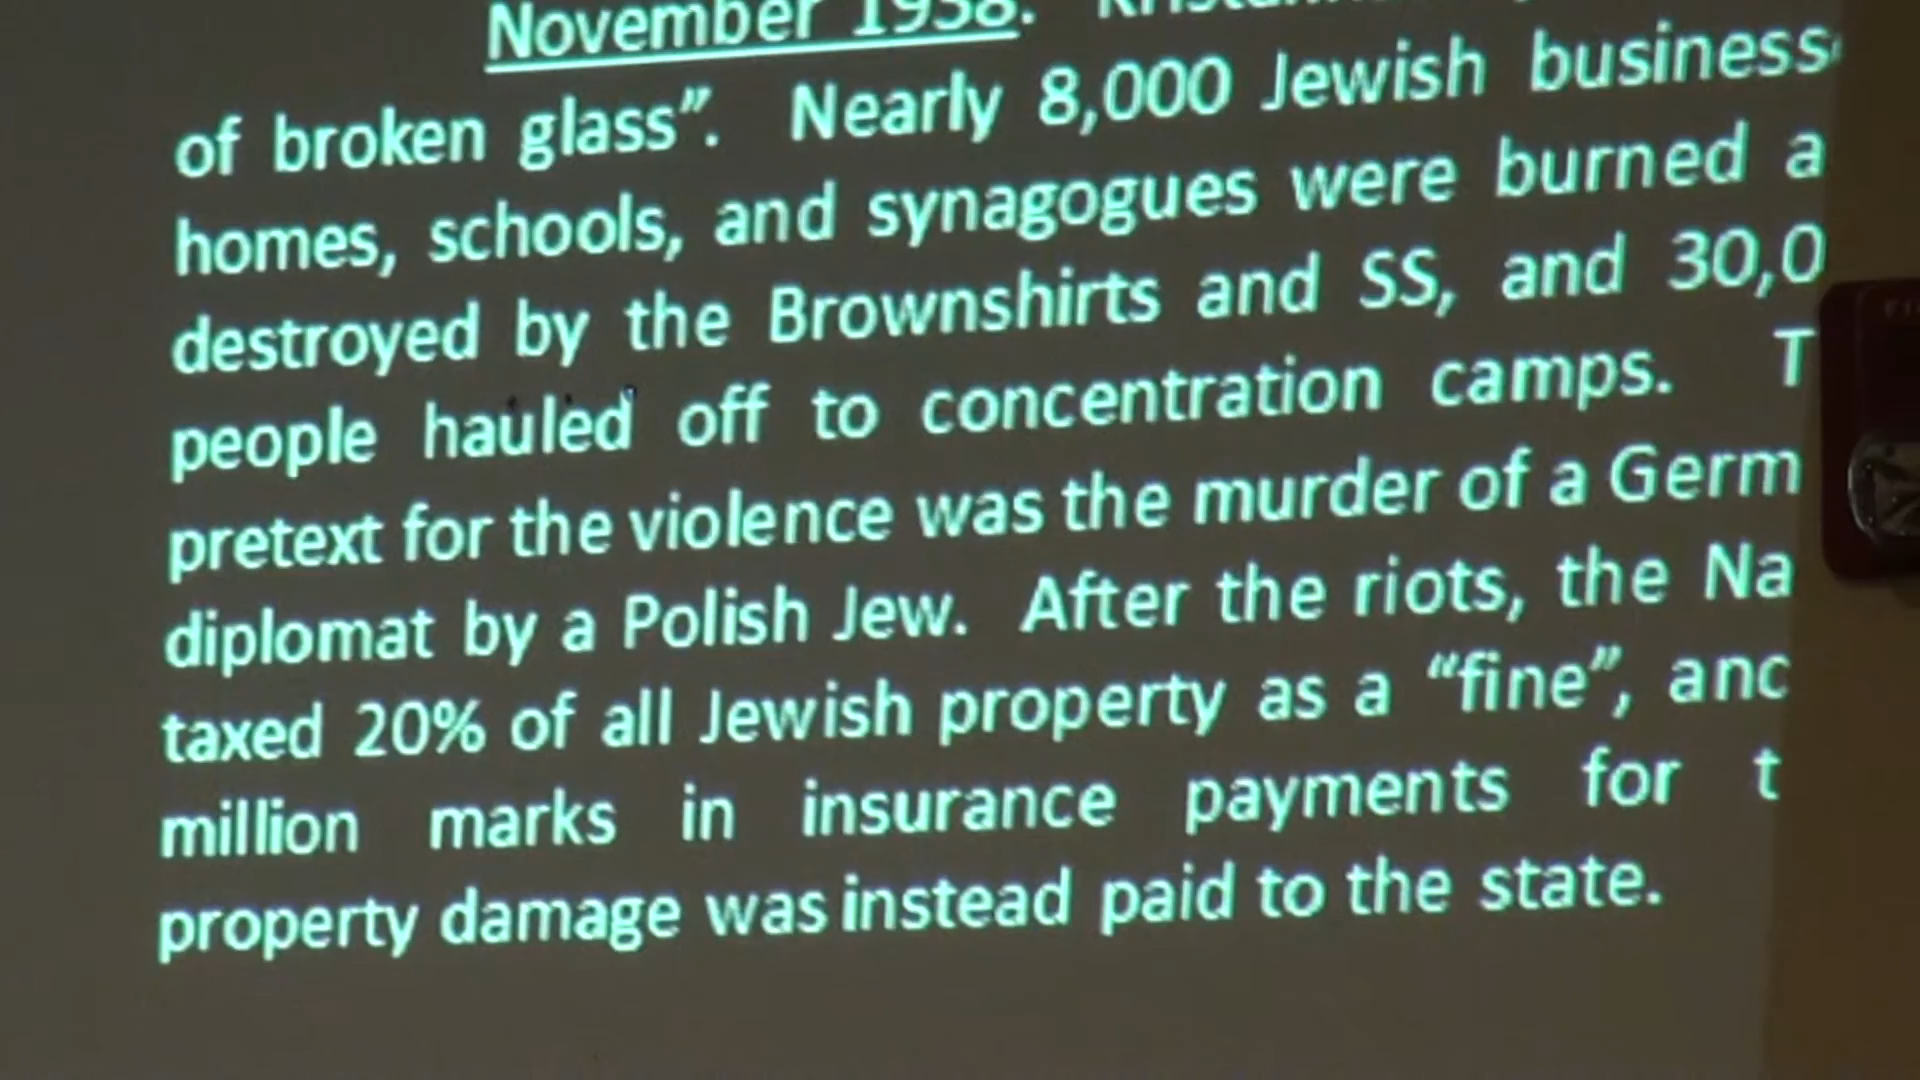 November 1938.
of broken glass”. Nearly 8,000 Jewish business
homes, schools, and synagogues were burned a
destroyed by the Brownshirts and SS, and 30,0
people hauled off to concentration camps. T
pretext for the violence was the murder of a Germ
diplomat by a Polish Jew. After the riots, the Na
taxed 20% of all Jewish property as a “fine”, and
million marks in insurance payments for t
property damage was instead paid to the state.